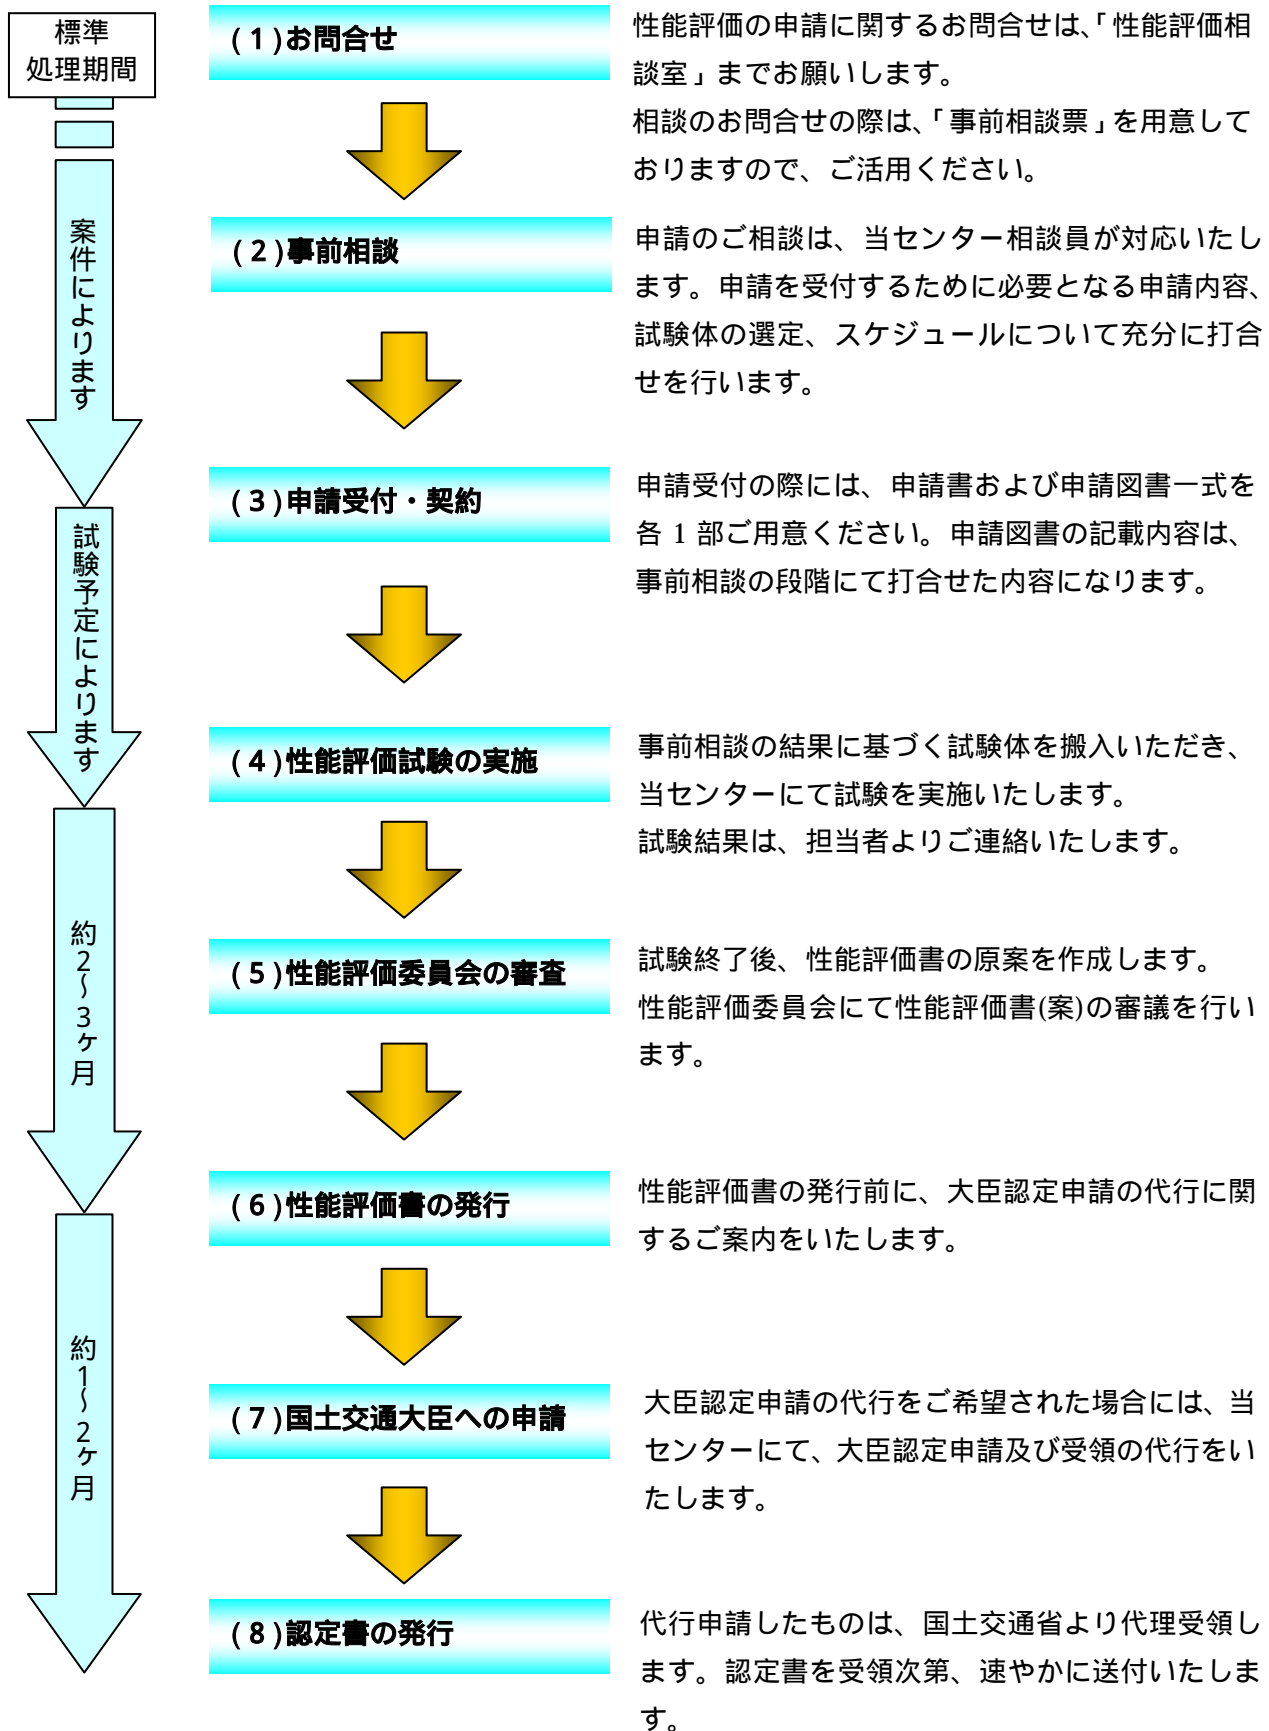 標準
処理期間
(1)お問合せ
性能評価の申請に関するお問合せは、「性能評価相
談室」までお願いします。
相談のお問合せの際は、「事前相談票」を用意して
おりますので、ご活用ください。
案件によります
(2)事前相談
申請のご相談は、当センター相談員が対応いたし
ます。申請を受付するために必要となる申請内容、
試験体の選定、スケジュールについて充分に打合
せを行います。
(3)申請受付・契約
申請受付の際には、申請書および申請図書一式を
各 1 部ご用意ください。申請図書の記載内容は、
事前相談の段階にて打合せた内容になります。
試験予定によります
(4)性能評価試験の実施
事前相談の結果に基づく試験体を搬入いただき、
当センターにて試験を実施いたします。
試験結果は、担当者よりご連絡いたします。
約2～3ヶ月
(5)性能評価委員会の審査
試験終了後、性能評価書の原案を作成します。
性能評価委員会にて性能評価書(案)の審議を行い
ます。
(6)性能評価書の発行
性能評価書の発行前に、大臣認定申請の代行に関
するご案内をいたします。
約1～2ヶ月
(7)国土交通大臣への申請
大臣認定申請の代行をご希望された場合には、当
センターにて、大臣認定申請及び受領の代行をい
たします。
(8)認定書の発行
代行申請したものは、国土交通省より代理受領し
ます。認定書を受領次第、速やかに送付いたしま
す。